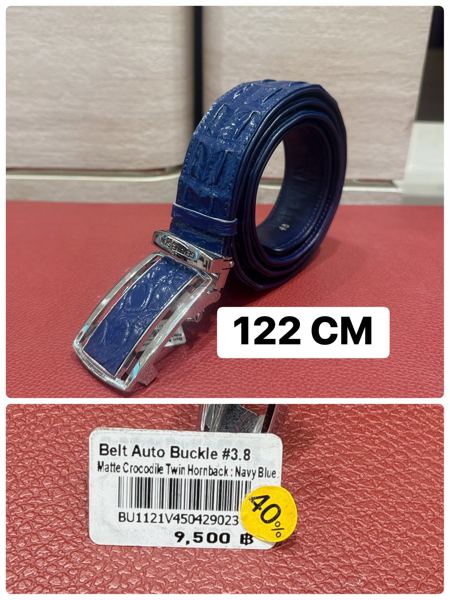 122 CM
Belt Auto Buckle #3.8
Matte Crocodile Twin Hornback : Navy Blue
BU1121V450429023
40%
9,500 ฿